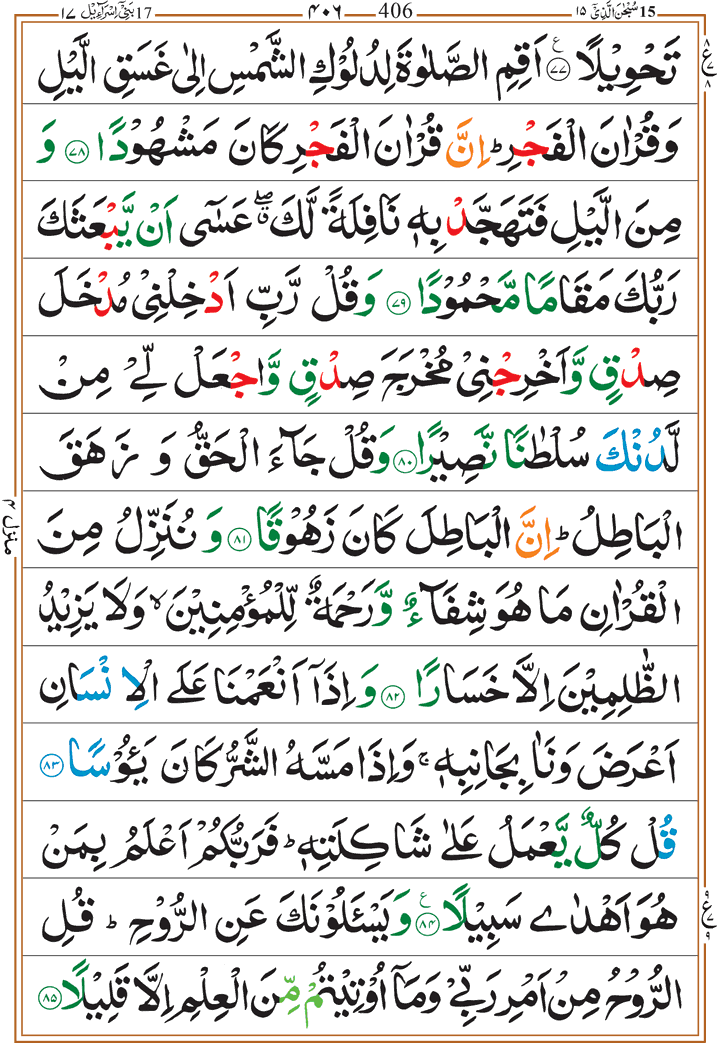 15 سُبْحٰنَ الَّذِىْٓ ١٥
406 ۴۰۶
17 بَنِىْٓ اِسْرَآءِيْل ١٧
تَحْوِيْلًا ۝٧٧ ع اَقِمِ الصَّلٰوةَ لِدُلُوْكِ الشَّمْسِ اِلٰى غَسَقِ الَّيْلِ
وَقُرْاٰنَ الْفَجْرِ ؕ اِنَّ قُرْاٰنَ الْفَجْرِ كَانَ مَشْهُوْدًا ۝٧٨ وَ
مِنَ الَّيْلِ فَتَهَجَّدْ بِهٖ نَافِلَةً لَّكَ ۖۗ عَسٰٓى اَنْ يَّبْعَثَكَ
رَبُّكَ مَقَامًا مَّحْمُوْدًا ۝٧٩ وَقُلْ رَّبِّ اَدْخِلْنِيْ مُدْخَلَ
صِدْقٍ وَّاَخْرِجْنِيْ مُخْرَجَ صِدْقٍ وَّاجْعَلْ لِّيْ مِنْ
لَّدُنْكَ سُلْطٰنًا نَّصِيْرًا ۝٨٠ وَقُلْ جَآءَ الْحَقُّ وَ زَهَقَ
الْبَاطِلُ ؕ اِنَّ الْبَاطِلَ كَانَ زَهُوْقًا ۝٨١ وَ نُنَزِّلُ مِنَ
الْقُرْاٰنِ مَا هُوَ شِفَآءٌ وَّ رَحْمَةٌ لِّلْمُؤْمِنِيْنَ ۙ وَلَا يَزِيْدُ
الظّٰلِمِيْنَ اِلَّا خَسَارًا ۝٨٢ وَ اِذَآ اَنْعَمْنَا عَلَى الْاِنْسَانِ
اَعْرَضَ وَنَاٰ بِجَانِبِهٖ ۚ وَاِذَا مَسَّهُ الشَّرُّ كَانَ يَـُٔوْسًا ۝٨٣
قُلْ كُلٌّ يَّعْمَلُ عَلٰى شَاكِلَتِهٖ ؕ فَرَبُّكُمْ اَعْلَمُ بِمَنْ
هُوَ اَهْدٰى سَبِيْلًا ۝٨٤ ع وَيَسْـَٔلُوْنَكَ عَنِ الرُّوْحِ ؕ قُلِ
الرُّوْحُ مِنْ اَمْرِ رَبِّيْ وَمَآ اُوْتِيْتُمْ مِّنَ الْعِلْمِ اِلَّا قَلِيْلًا ۝٨٥
منزل ۴